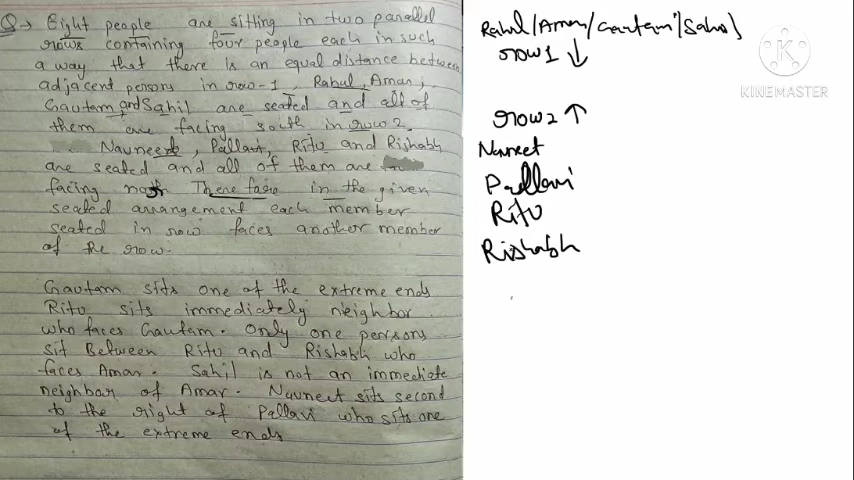 Q→ Eight people are sitting in two parallel
rows containing four people each in such
a way that there is an equal distance between
adjacent persons in row-1, Rahul, Aman,
Gautam and Sahil are seated and all of
them are facing south in row 2
Navneet, Pallavi, Ritu and Rishabh
are seated and all of them are
facing north There fore in the given
seated arrangement each member
seated in row faces another member
of the row.
Gautam sits one of the extreme ends
Ritu sits immediately neighbor
who faces Gautam. Only one persons
sit Between Ritu and Rishabh who
faces Aman. Sahil is not an immediate
neighbar of Amar. Navneet sits second
to the right of Pallavi who sits one
of the extreme ends
Rahul/Aman/Gautam/Sahil
row1 ↓
row2 ↑
Navneet
Pallavi
Ritu
Rishabh
KINEMASTER